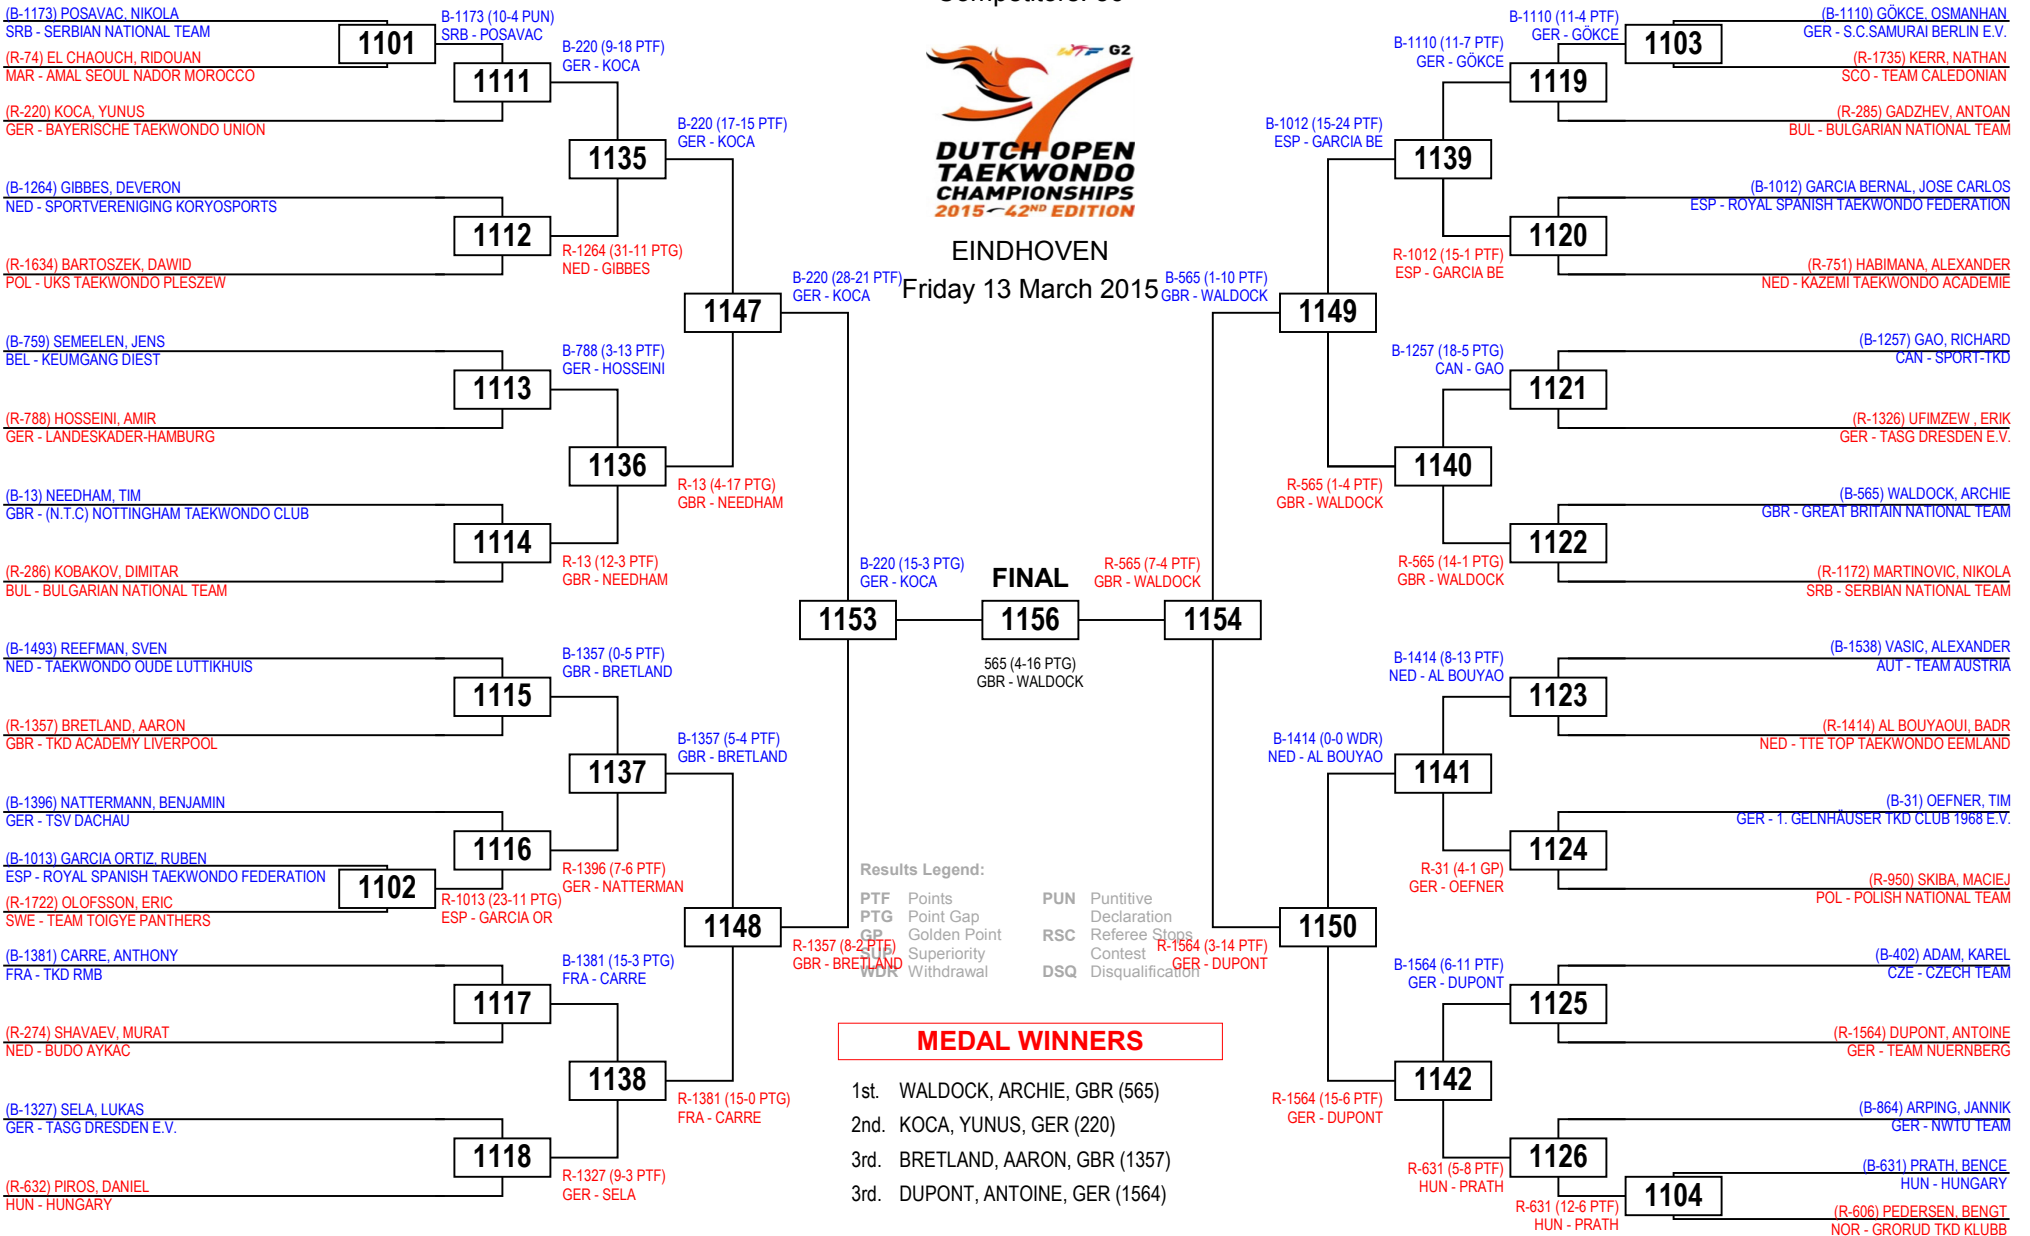 (B-1173) POSAVAC, NIKOLA
SRB - SERBIAN NATIONAL TEAM
(R-74) EL CHAOUCH, RIDOUAN
MAR - AMAL SEOUL NADOR MOROCCO
(R-220) KOCA, YUNUS
GER - BAYERISCHE TAEKWONDO UNION
(B-1264) GIBBES, DEVERON
NED - SPORTVERENIGING KORYOSPORTS
(R-1634) BARTOSZEK, DAWID
POL - UKS TAEKWONDO PLESZEW
(B-759) SEMEELEN, JENS
BEL - KEUMGANG DIEST
(R-788) HOSSEINI, AMIR
GER - LANDESKADER-HAMBURG
(B-13) NEEDHAM, TIM
GBR - (N.T.C) NOTTINGHAM TAEKWONDO CLUB
(R-286) KOBAKOV, DIMITAR
BUL - BULGARIAN NATIONAL TEAM
(B-1493) REEFMAN, SVEN
NED - TAEKWONDO OUDE LUTTIKHUIS
(R-1357) BRETLAND, AARON
GBR - TKD ACADEMY LIVERPOOL
(B-1396) NATTERMANN, BENJAMIN
GER - TSV DACHAU
(B-1013) GARCIA ORTIZ, RUBEN
ESP - ROYAL SPANISH TAEKWONDO FEDERATION
(R-1722) OLOFSSON, ERIC
SWE - TEAM TOIGYE PANTHERS
(B-1381) CARRE, ANTHONY
FRA - TKD RMB
(R-274) SHAVAEV, MURAT
NED - BUDO AYKAC
(B-1327) SELA, LUKAS
GER - TASG DRESDEN E.V.
(R-632) PIROS, DANIEL
HUN - HUNGARY
1101
1102
B-1173 (10-4 PUN)
SRB - POSAVAC
R-1013 (23-11 PTG)
ESP - GARCIA OR
1111
1112
1113
1114
1115
1116
1117
1118
B-220 (9-18 PTF)
GER - KOCA
R-1264 (31-11 PTG)
NED - GIBBES
B-788 (3-13 PTF)
GER - HOSSEINI
R-13 (12-3 PTF)
GBR - NEEDHAM
B-1357 (0-5 PTF)
GBR - BRETLAND
R-1396 (7-6 PTF)
GER - NATTERMAN
B-1381 (15-3 PTG)
FRA - CARRE
R-1327 (9-3 PTF)
GER - SELA
1135
1136
1137
1138
B-220 (17-15 PTF)
GER - KOCA
R-13 (4-17 PTG)
GBR - NEEDHAM
B-1357 (5-4 PTF)
GBR - BRETLAND
R-1381 (15-0 PTG)
FRA - CARRE
1147
1148
B-220 (28-21 PTF)
GER - KOCA
R-1357 (8-2 PTF)
GBR - BRETLAND
1153
B-220 (15-3 PTG)
GER - KOCA
WTF G2
DUTCH OPEN
TAEKWONDO
CHAMPIONSHIPS
2015 42ND EDITION
EINDHOVEN
Friday 13 March 2015
FINAL
1156
565 (4-16 PTG)
GBR - WALDOCK
Results Legend:
PTF Points
PTG Point Gap
GP Golden Point
SUP Superiority
WDR Withdrawal
PUN Puntitive
Declaration
RSC Referee Stops
Contest
DSQ Disqualification
MEDAL WINNERS
1st. WALDOCK, ARCHIE, GBR (565)
2nd. KOCA, YUNUS, GER (220)
3rd. BRETLAND, AARON, GBR (1357)
3rd. DUPONT, ANTOINE, GER (1564)
R-565 (7-4 PTF)
GBR - WALDOCK
1154
B-565 (1-10 PTF)
GBR - WALDOCK
R-1564 (3-14 PTF)
GER - DUPONT
1149
1150
B-1012 (15-24 PTF)
ESP - GARCIA BE
R-565 (1-4 PTF)
GBR - WALDOCK
B-1414 (0-0 WDR)
NED - AL BOUYAO
R-1564 (15-6 PTF)
GER - DUPONT
1139
1140
1141
1142
B-1110 (11-7 PTF)
GER - GÖKCE
R-1012 (15-1 PTF)
ESP - GARCIA BE
B-1257 (18-5 PTG)
CAN - GAO
R-565 (14-1 PTG)
GBR - WALDOCK
B-1414 (8-13 PTF)
NED - AL BOUYAO
R-31 (4-1 GP)
GER - OEFNER
B-1564 (6-11 PTF)
GER - DUPONT
R-631 (5-8 PTF)
HUN - PRATH
1119
1120
1121
1122
1123
1124
1125
1126
B-1110 (11-4 PTF)
GER - GÖKCE
R-631 (12-6 PTF)
HUN - PRATH
1103
1104
(B-1110) GÖKCE, OSMANHAN
GER - S.C.SAMURAI BERLIN E.V.
(R-1735) KERR, NATHAN
SCO - TEAM CALEDONIAN
(R-285) GADZHEV, ANTOAN
BUL - BULGARIAN NATIONAL TEAM
(B-1012) GARCIA BERNAL, JOSE CARLOS
ESP - ROYAL SPANISH TAEKWONDO FEDERATION
(R-751) HABIMANA, ALEXANDER
NED - KAZEMI TAEKWONDO ACADEMIE
(B-1257) GAO, RICHARD
CAN - SPORT-TKD
(R-1326) UFIMZEW , ERIK
GER - TASG DRESDEN E.V.
(B-565) WALDOCK, ARCHIE
GBR - GREAT BRITAIN NATIONAL TEAM
(R-1172) MARTINOVIC, NIKOLA
SRB - SERBIAN NATIONAL TEAM
(B-1538) VASIC, ALEXANDER
AUT - TEAM AUSTRIA
(R-1414) AL BOUYAOUI, BADR
NED - TTE TOP TAEKWONDO EEMLAND
(B-31) OEFNER, TIM
GER - 1. GELNHÄUSER TKD CLUB 1968 E.V.
(R-950) SKIBA, MACIEJ
POL - POLISH NATIONAL TEAM
(B-402) ADAM, KAREL
CZE - CZECH TEAM
(R-1564) DUPONT, ANTOINE
GER - TEAM NUERNBERG
(B-864) ARPING, JANNIK
GER - NWTU TEAM
(B-631) PRATH, BENCE
HUN - HUNGARY
(R-606) PEDERSEN, BENGT
NOR - GRORUD TKD KLUBB